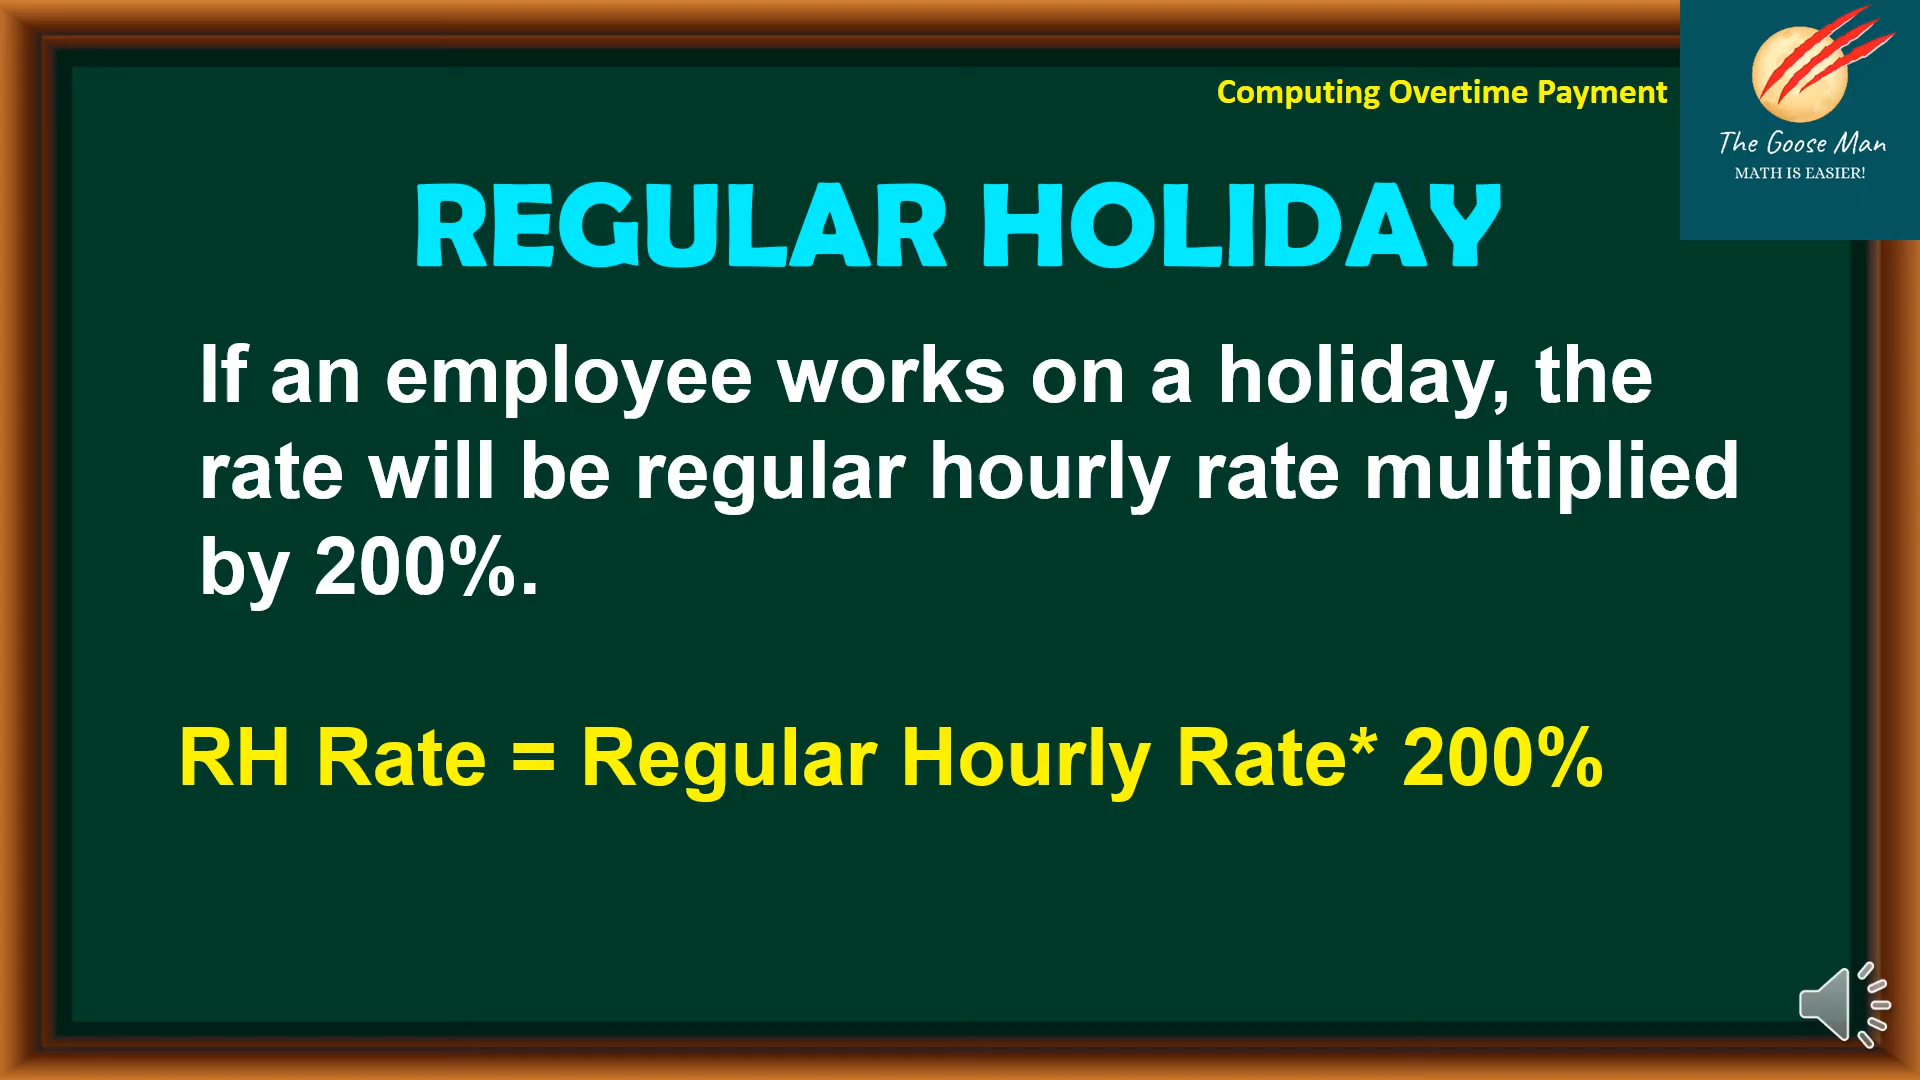 Computing Overtime Payment
The Goose Man
MATH IS EASIER!
REGULAR HOLIDAY
If an employee works on a holiday, the
rate will be regular hourly rate multiplied
by 200%.
RH Rate = Regular Hourly Rate* 200%